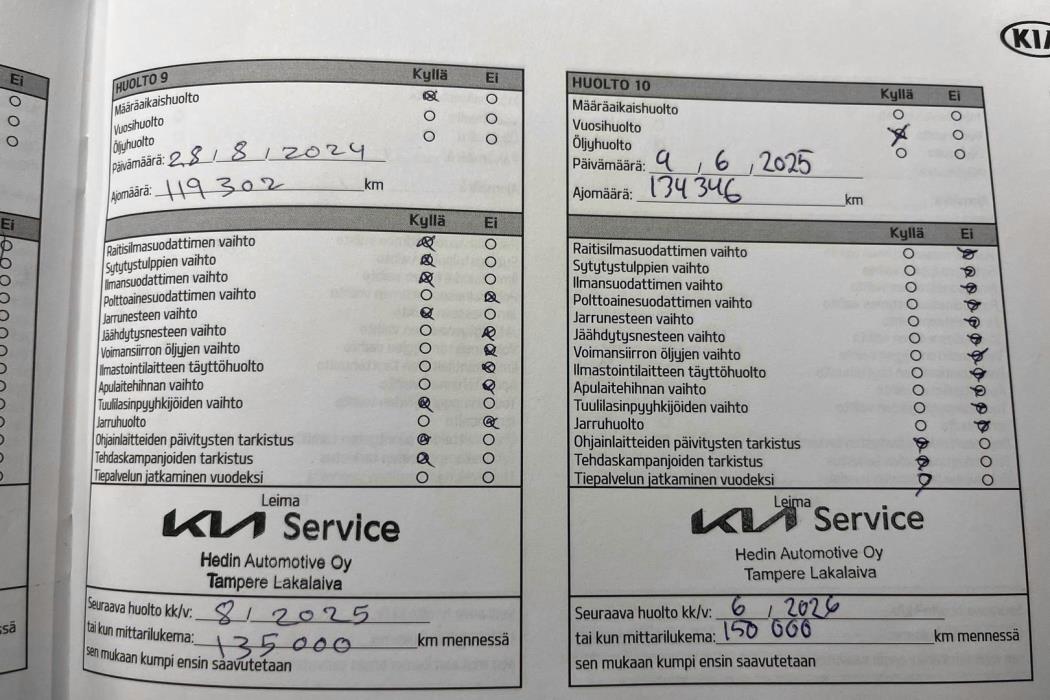 Ei
Ei
ssä
KIA
HUOLTO 9 Kyllä Ei
Määräaikaishuolto
Vuosihuolto
Öljyhuolto
Päivämäärä: 28 / 8 / 2024
Ajomäärä: 119 302 km
Kyllä Ei
Raitisilmasuodattimen vaihto
Sytytystulppien vaihto
Ilmansuodattimen vaihto
Polttoainesuodattimen vaihto
Jarrunesteen vaihto
Jäähdytysnesteen vaihto
Voimansiirron öljyjen vaihto
Ilmastointilaitteen täyttöhuolto
Apulaitehihnan vaihto
Tuulilasinpyyhkijöiden vaihto
Jarruhuolto
Ohjainlaitteiden päivitysten tarkistus
Tehdaskampanjoiden tarkistus
Tiepalvelun jatkaminen vuodeksi
Leima
KIA Service
Hedin Automotive Oy
Tampere Lakalaiva
Seuraava huolto kk/v: 8 / 2025
tai kun mittarilukema: 135 000 km mennessä
sen mukaan kumpi ensin saavutetaan
HUOLTO 10 Kyllä Ei
Määräaikaishuolto
Vuosihuolto
Öljyhuolto
Päivämäärä: 9 , 6 , 2025
Ajomäärä: 134 346 km
Kyllä Ei
Raitisilmasuodattimen vaihto
Sytytystulppien vaihto
Ilmansuodattimen vaihto
Polttoainesuodattimen vaihto
Jarrunesteen vaihto
Jäähdytysnesteen vaihto
Voimansiirron öljyjen vaihto
Ilmastointilaitteen täyttöhuolto
Apulaitehihnan vaihto
Tuulilasinpyyhkijöiden vaihto
Jarruhuolto
Ohjainlaitteiden päivitysten tarkistus
Tehdaskampanjoiden tarkistus
Tiepalvelun jatkaminen vuodeksi
Leima
KIA Service
Hedin Automotive Oy
Tampere Lakalaiva
Seuraava huolto kk/v: 6 / 2026
tai kun mittarilukema: 150 000 km mennessä
sen mukaan kumpi ensin saavutetaan